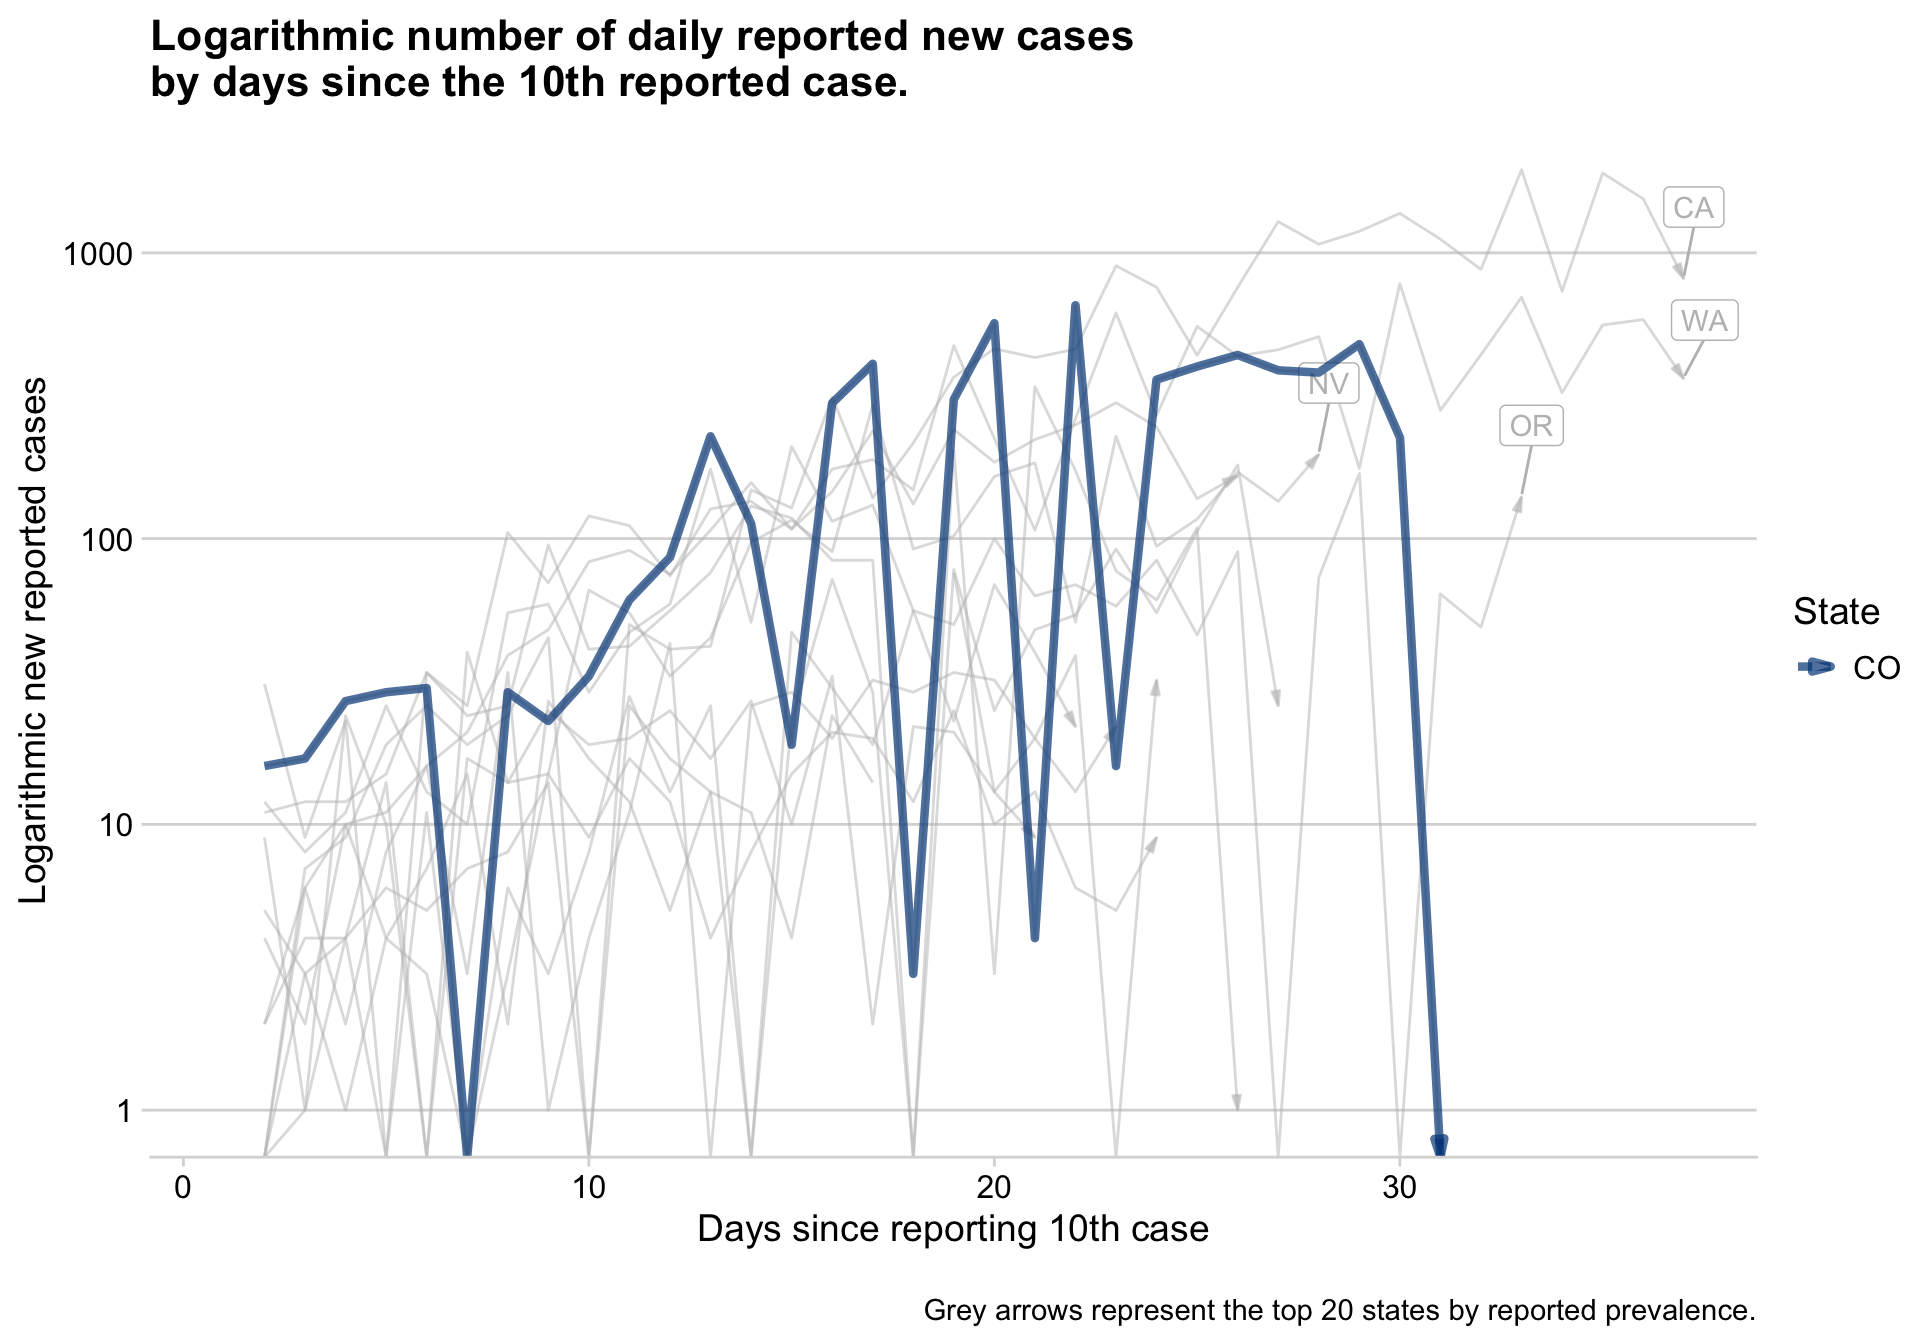 Logarithmic number of daily reported new cases
by days since the 10th reported case.
Logarithmic new reported cases
1000
100
10
1
CA
WA
NV
OR
State
CO
0
10
20
30
Days since reporting 10th case
Grey arrows represent the top 20 states by reported prevalence.